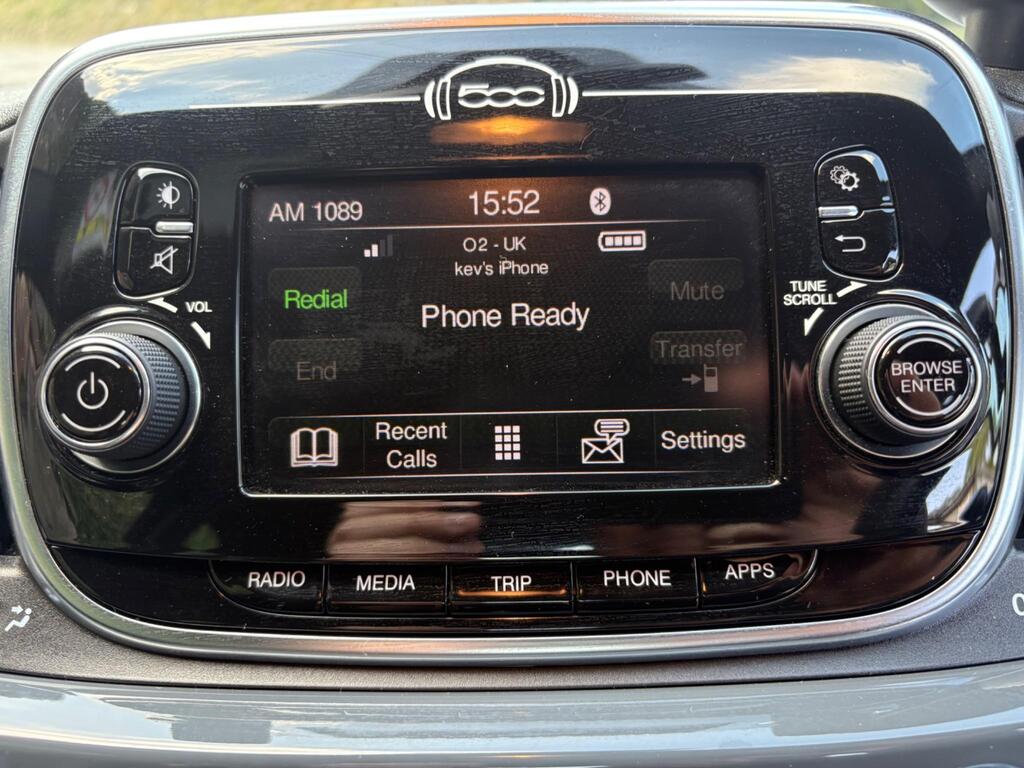 500
AM 1089
15:52
O2 - UK
kev's iPhone
Redial
Phone Ready
Mute
End
Transfer
Recent
Calls
Settings
VOL
TUNE
SCROLL
BROWSE
ENTER
RADIO
MEDIA
TRIP
PHONE
APPS